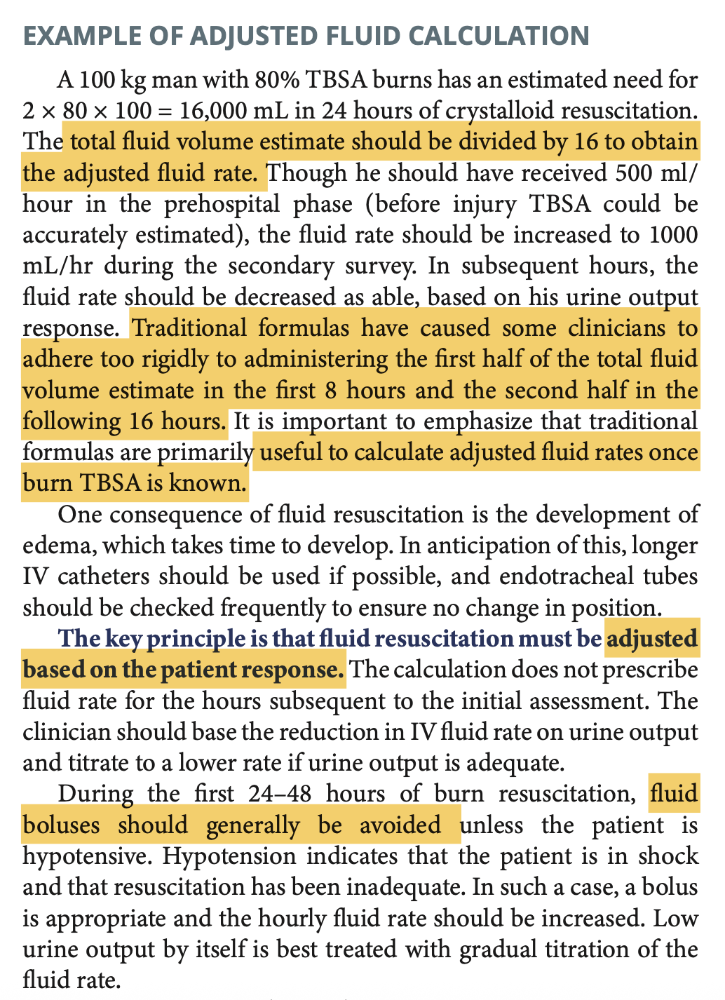 EXAMPLE OF ADJUSTED FLUID CALCULATION
A 100 kg man with 80% TBSA burns has an estimated need for
2 × 80 × 100 = 16,000 mL in 24 hours of crystalloid resuscitation.
The total fluid volume estimate should be divided by 16 to obtain
the adjusted fluid rate. Though he should have received 500 ml/
hour in the prehospital phase (before injury TBSA could be
accurately estimated), the fluid rate should be increased to 1000
mL/hr during the secondary survey. In subsequent hours, the
fluid rate should be decreased as able, based on his urine output
response. Traditional formulas have caused some clinicians to
adhere too rigidly to administering the first half of the total fluid
volume estimate in the first 8 hours and the second half in the
following 16 hours. It is important to emphasize that traditional
formulas are primarily useful to calculate adjusted fluid rates once
burn TBSA is known.
One consequence of fluid resuscitation is the development of
edema, which takes time to develop. In anticipation of this, longer
IV catheters should be used if possible, and endotracheal tubes
should be checked frequently to ensure no change in position.
The key principle is that fluid resuscitation must be adjusted
based on the patient response. The calculation does not prescribe
fluid rate for the hours subsequent to the initial assessment. The
clinician should base the reduction in IV fluid rate on urine output
and titrate to a lower rate if urine output is adequate.
During the first 24–48 hours of burn resuscitation, fluid
boluses should generally be avoided unless the patient is
hypotensive. Hypotension indicates that the patient is in shock
and that resuscitation has been inadequate. In such a case, a bolus
is appropriate and the hourly fluid rate should be increased. Low
urine output by itself is best treated with gradual titration of the
fluid rate.